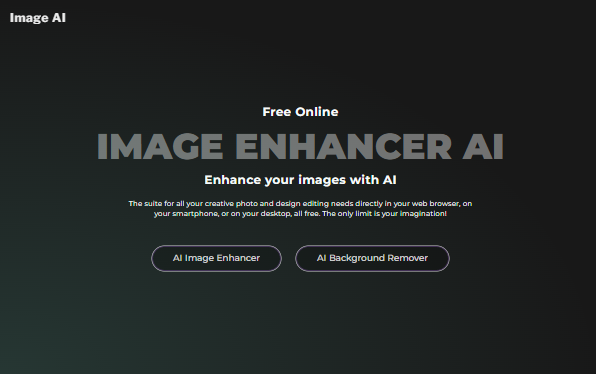 Image AI
Free Online
IMAGE ENHANCER AI
Enhance your images with AI
The suite for all your creative photo and design editing needs directly in your web browser, on
your smartphone, or on your desktop, all free. The only limit is your imagination!
AI Image Enhancer
AI Background Remover